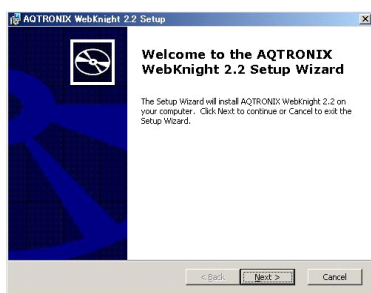 AQTRONIX WebKnight 2.2 Setup
Welcome to the AQTRONIX
WebKnight 2.2 Setup Wizard
The Setup Wizard will install AQTRONIX WebKnight 2.2 on
your computer. Click Next to continue or Cancel to exit the
Setup Wizard.
< Back Next > Cancel